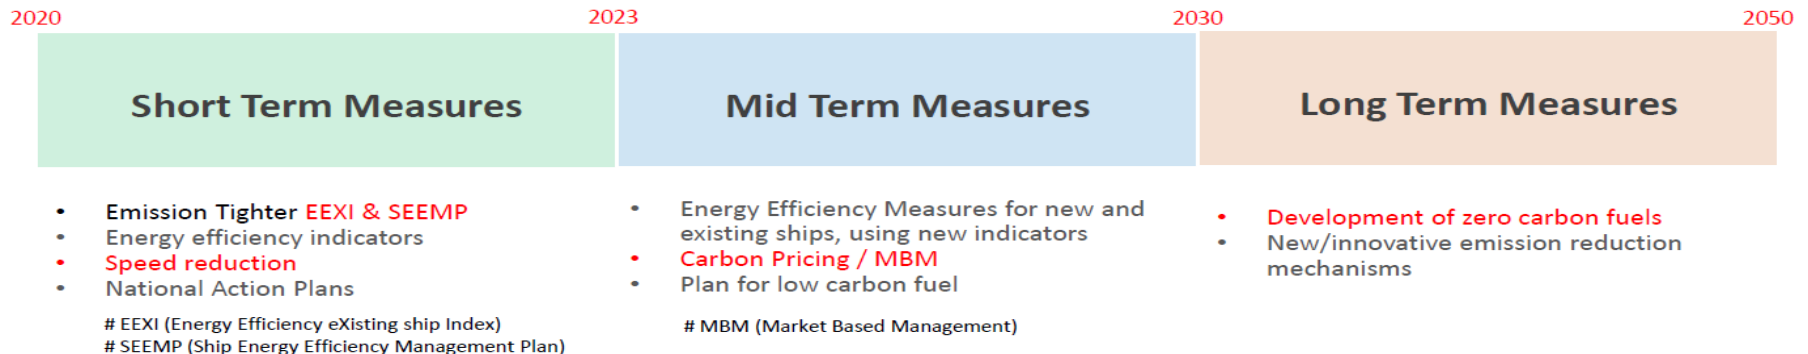 2020
2023
2030
2050
Short Term Measures
Mid Term Measures
Long Term Measures
• Emission Tighter EEXI & SEEMP
• Energy efficiency indicators
• Speed reduction
• National Action Plans
# EEXI (Energy Efficiency eXisting ship Index)
# SEEMP (Ship Energy Efficiency Management Plan)
• Energy Efficiency Measures for new and
existing ships, using new indicators
• Carbon Pricing / MBM
• Plan for low carbon fuel
# MBM (Market Based Management)
• Development of zero carbon fuels
• New/innovative emission reduction
mechanisms